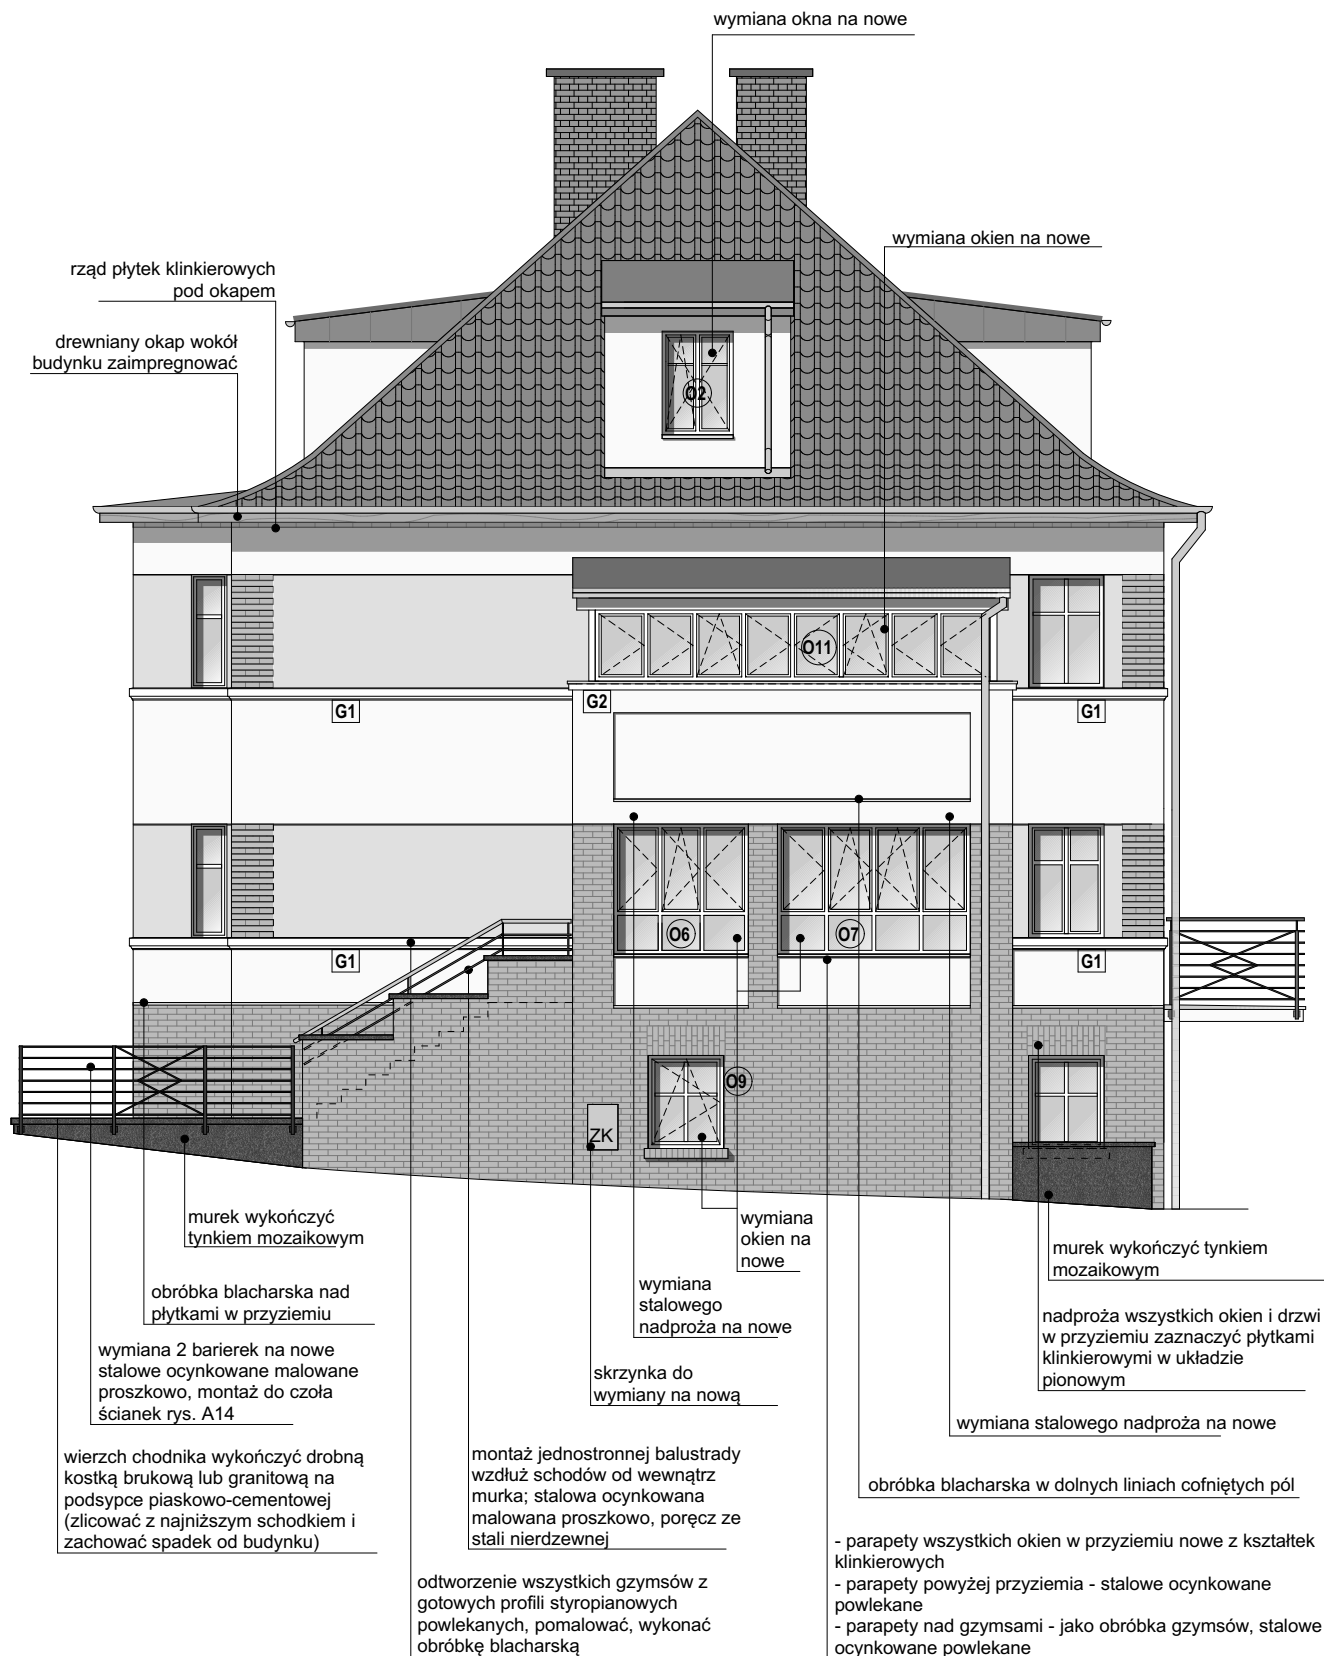 wymiana okna na nowe
wymiana okien na nowe
rząd płytek klinkierowych
pod okapem
drewniany okap wokół
budynku zaimpregnować
O2
O11
G1
G2
G1
O6
O7
G1
G1
O9
ZK
murek wykończyć
tynkiem mozaikowym
obróbka blacharska nad
płytkami w przyziemiu
wymiana 2 barierek na nowe
stalowe ocynkowane malowane
proszkowo, montaż do czoła
ścianek rys. A14
wierzch chodnika wykończyć drobną
kostką brukową lub granitową na
podsypce piaskowo-cementowej
(zlicować z najniższym schodkiem i
zachować spadek od budynku)
wymiana
okien na
nowe
wymiana
stalowego
nadproża na nowe
skrzynka do
wymiany na nową
montaż jednostronnej balustrady
wzdłuż schodów od wewnątrz
murka; stalowa ocynkowana
malowana proszkowo, poręcz ze
stali nierdzewnej
odtworzenie wszystkich gzymsów z
gotowych profili styropianowych
powlekanych, pomalować, wykonać
obróbkę blacharską
murek wykończyć tynkiem
mozaikowym
nadproża wszystkich okien i drzwi
w przyziemiu zaznaczyć płytkami
klinkierowymi w układzie
pionowym
wymiana stalowego nadproża na nowe
obróbka blacharska w dolnych liniach cofniętych pól
- parapety wszystkich okien w przyziemiu nowe z kształtek
klinkierowych
- parapety powyżej przyziemia - stalowe ocynkowane
powlekane
- parapety nad gzymsami - jako obróbka gzymsów, stalowe
ocynkowane powlekane